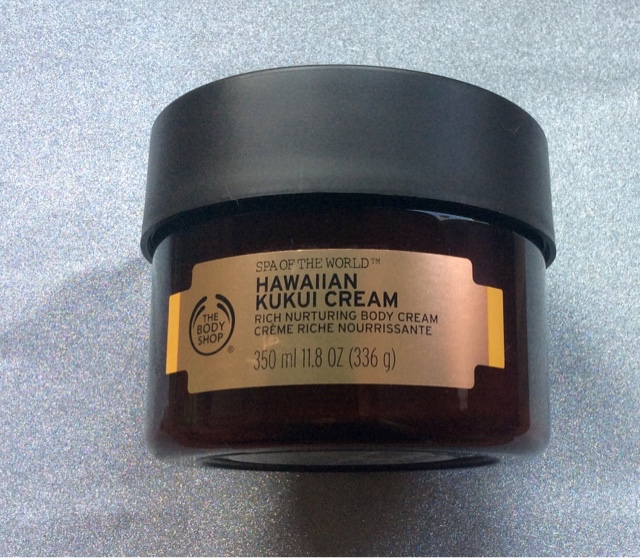 SPA OF THE WORLD™
HAWAIIAN
KUKUI CREAM
RICH NURTURING BODY CREAM
CRÈME RICHE NOURRISSANTE
350 ml 11.8 OZ (336 g)
THE
BODY
SHOP®